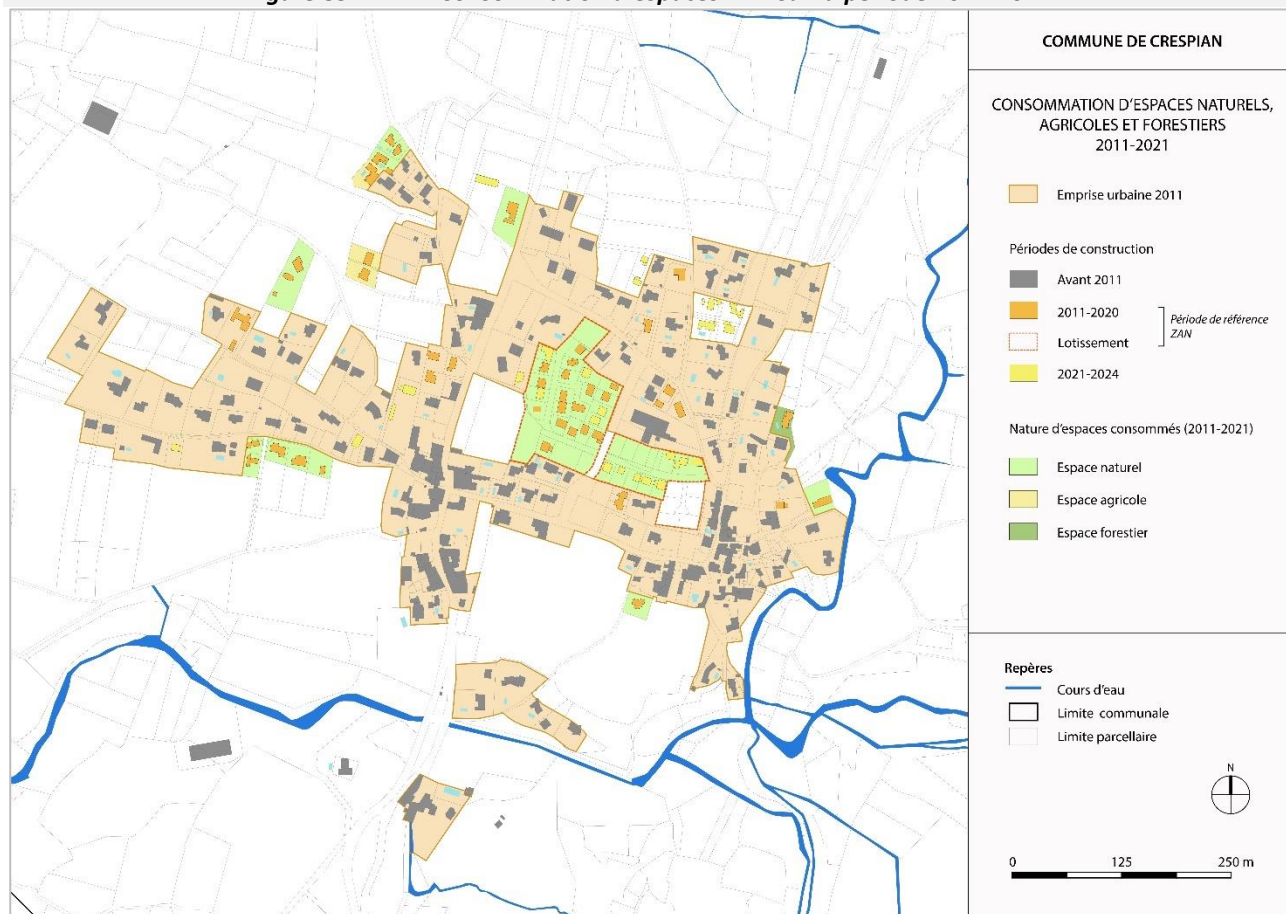 COMMUNE DE CRESPIAN
CONSOMMATION D'ESPACES NATURELS,
AGRICOLES ET FORESTIERS
2011-2021
Emprise urbaine 2011
Périodes de construction
Avant 2011
2011-2020
Lotissement
Période de référence
ZAN
2021-2024
Nature d'espaces consommés (2011-2021)
Espace naturel
Espace agricole
Espace forestier
Repères
Cours d'eau
Limite communale
Limite parcellaire
N
0 125 250 m